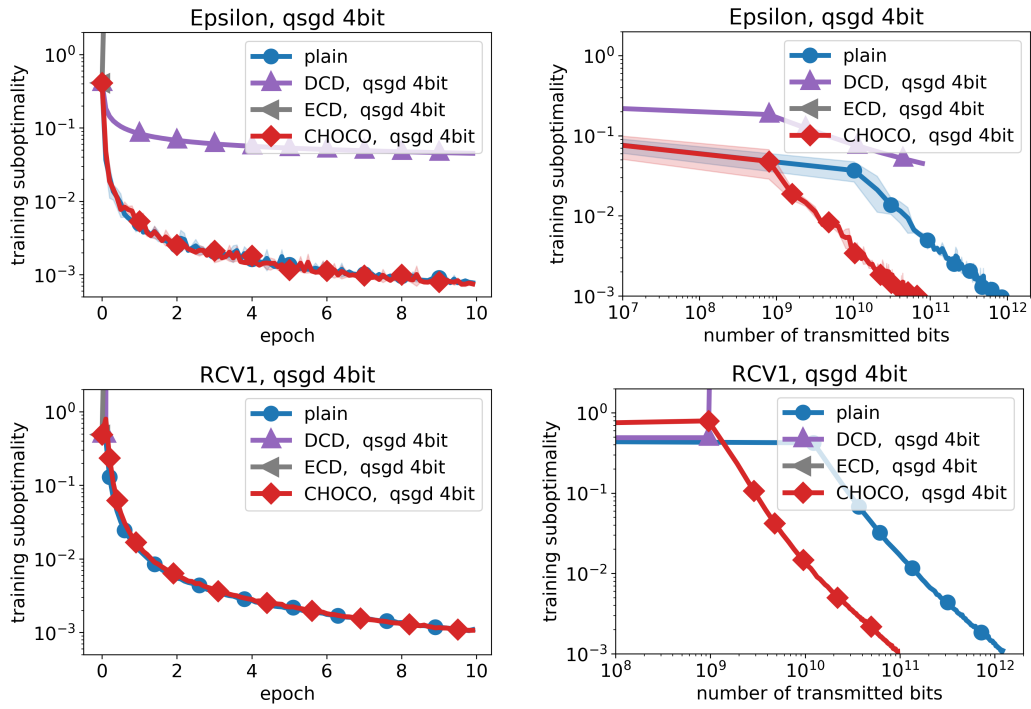 Epsilon, qsgd 4bit
training suboptimality
10^0
10^-1
10^-2
10^-3
plain
DCD, qsgd 4bit
ECD, qsgd 4bit
CHOCO, qsgd 4bit
0 2 4 6 8 10
epoch
Epsilon, qsgd 4bit
training suboptimality
10^0
10^-1
10^-2
10^-3
plain
DCD, qsgd 4bit
ECD, qsgd 4bit
CHOCO, qsgd 4bit
10^7 10^8 10^9 10^10 10^11 10^12
number of transmitted bits
RCV1, qsgd 4bit
training suboptimality
10^0
10^-1
10^-2
10^-3
plain
DCD, qsgd 4bit
ECD, qsgd 4bit
CHOCO, qsgd 4bit
0 2 4 6 8 10
epoch
RCV1, qsgd 4bit
training suboptimality
10^0
10^-1
10^-2
10^-3
plain
DCD, qsgd 4bit
ECD, qsgd 4bit
CHOCO, qsgd 4bit
10^8 10^9 10^10 10^11 10^12
number of transmitted bits